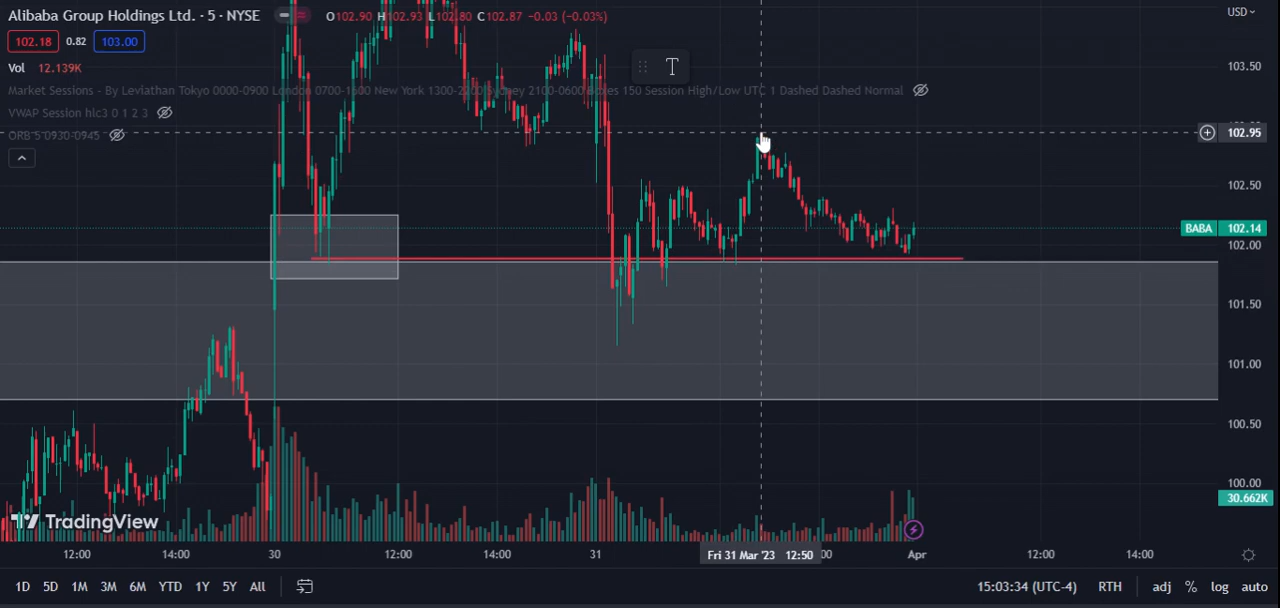 Alibaba Group Holdings Ltd. · 5 · NYSE O102.90 H102.93 L102.80 C102.87 -0.03 (-0.03%) USD
102.18 0.82 103.00
Vol 12.139K
103.50
Market Sessions - By Leviathan Tokyo 0000-0900 London 0700-1600 New York 1300-2200 Sydney 2100-0600 Boxes 150 Session High/Low UTC 1 Dashed Dashed Normal
VWAP Session hlc3 0 1 2 3
ORB 5 0930-0945
102.95
102.50
BABA 102.14
102.00
101.50
101.00
100.50
100.00
30.662K
TradingView
12:00 14:00 30 12:00 14:00 31 Fri 31 Mar '23 12:50 Apr 12:00 14:00
1D 5D 1M 3M 6M YTD 1Y 5Y All 15:03:34 (UTC-4) RTH adj % log auto